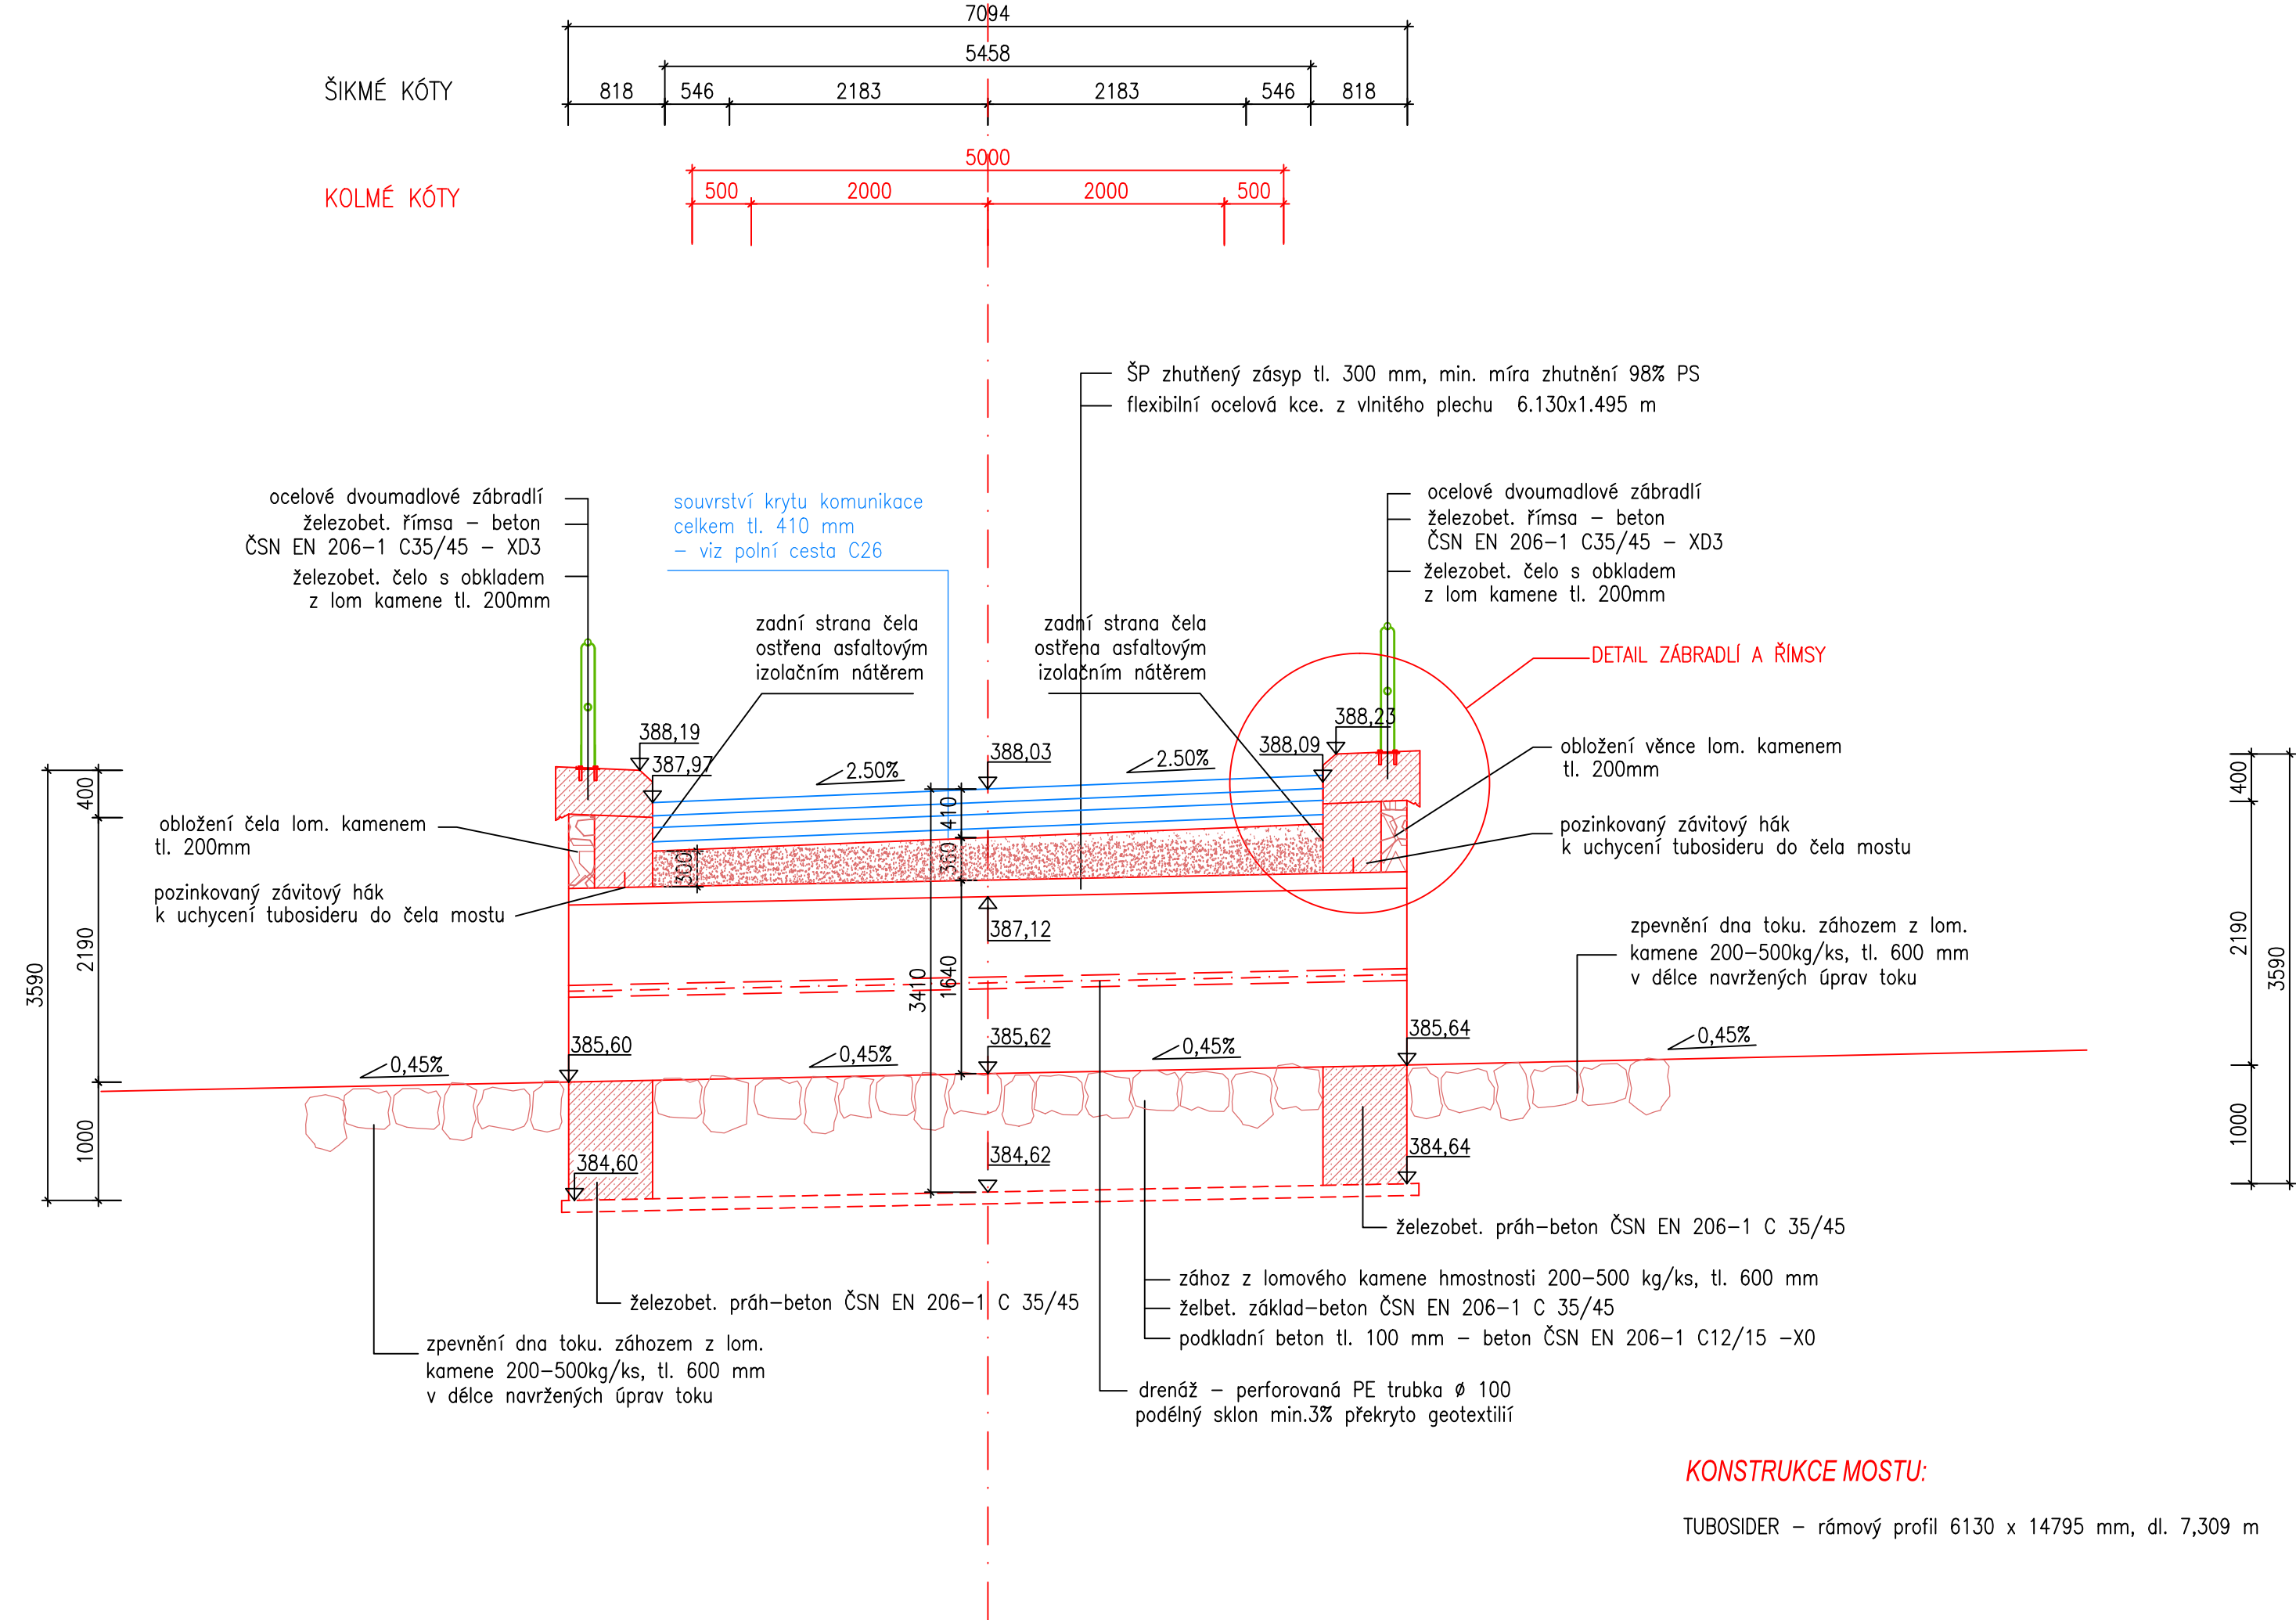 7094
5458
ŠIKMÉ KÓTY
818 546 2183 2183 546 818
5000
KOLMÉ KÓTY
500 2000 2000 500
ŠP zhutňený zásyp tl. 300 mm, min. míra zhutnění 98% PS
flexibilní ocelová kce. z vlnitého plechu 6.130x1.495 m
ocelové dvoumadlové zábradlí
železobet. římsa – beton
ČSN EN 206–1 C35/45 – XD3
železobet. čelo s obkladem
z lom kamene tl. 200mm
souvrství krytu komunikace
celkem tl. 410 mm
– viz polní cesta C26
ocelové dvoumadlové zábradlí
železobet. římsa – beton
ČSN EN 206–1 C35/45 – XD3
železobet. čelo s obkladem
z lom kamene tl. 200mm
zadní strana čela
ostřena asfaltovým
izolačním nátěrem
zadní strana čela
ostřena asfaltovým
izolačním nátěrem
DETAIL ZÁBRADLÍ A ŘÍMSY
388,19
387,97
2.50%
388,03
2.50%
388,09
388,23
obložení věnce lom. kamenem
tl. 200mm
400
2190
1000
3590
obložení čela lom. kamenem
tl. 200mm
pozinkovaný závitový hák
k uchycení tubosideru do čela mostu
300
410
360
1640
3410
387,12
pozinkovaný závitový hák
k uchycení tubosideru do čela mostu
400
2190
1000
3590
zpevnění dna toku. záhozem z lom.
kamene 200–500kg/ks, tl. 600 mm
v délce navržených úprav toku
0,45%
385,60
0,45%
385,62
0,45%
385,64
0,45%
384,60
384,62
384,64
železobet. práh–beton ČSN EN 206–1 C 35/45
zához z lomového kamene hmostnosti 200–500 kg/ks, tl. 600 mm
želbet. základ–beton ČSN EN 206–1 C 35/45
podkladní beton tl. 100 mm – beton ČSN EN 206–1 C12/15 –X0
železobet. práh–beton ČSN EN 206–1 C 35/45
zpevnění dna toku. záhozem z lom.
kamene 200–500kg/ks, tl. 600 mm
v délce navržených úprav toku
drenáž – perforovaná PE trubka ø 100
podélný sklon min.3% překryto geotextilií
KONSTRUKCE MOSTU:
TUBOSIDER – rámový profil 6130 x 14795 mm, dl. 7,309 m